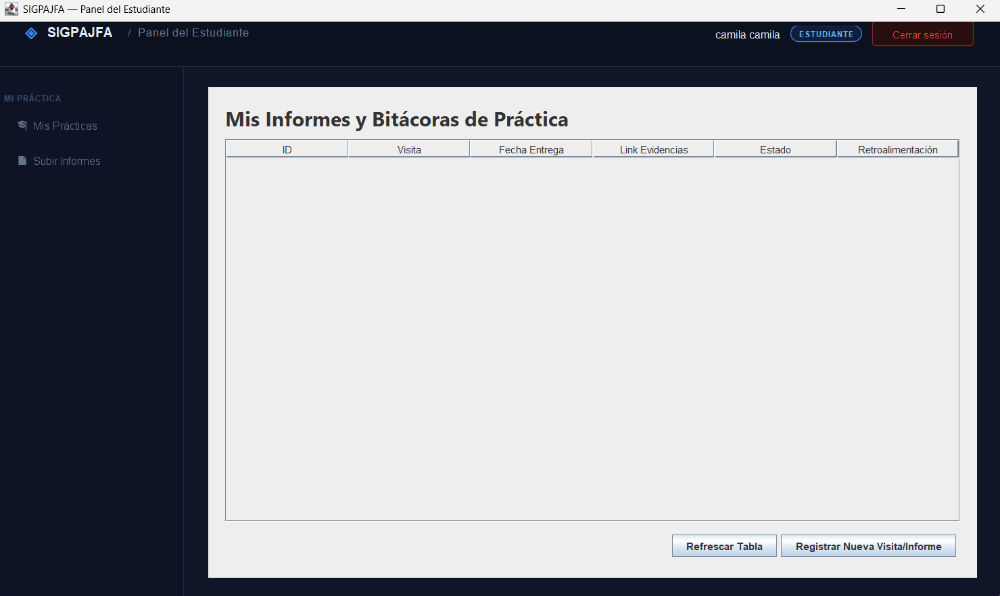 SIGPAJFA — Panel del Estudiante
SIGPAJFA / Panel del Estudiante
camila camila ESTUDIANTE Cerrar sesión
MI PRÁCTICA
Mis Prácticas
Subir Informes
Mis Informes y Bitácoras de Práctica
ID Visita Fecha Entrega Link Evidencias Estado Retroalimentación
Refrescar Tabla Registrar Nueva Visita/Informe